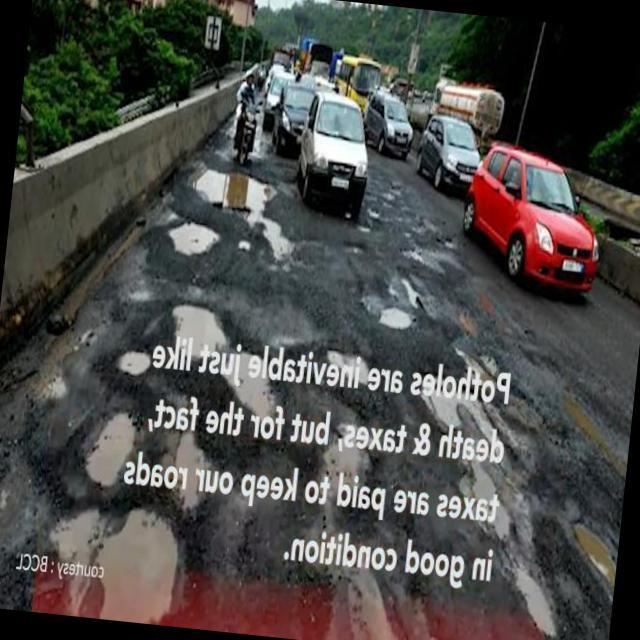 Potholes are inevitable just like
death & taxes, but for the fact,
taxes are paid to keep our roads
in good condition.
courtesy : BCCL